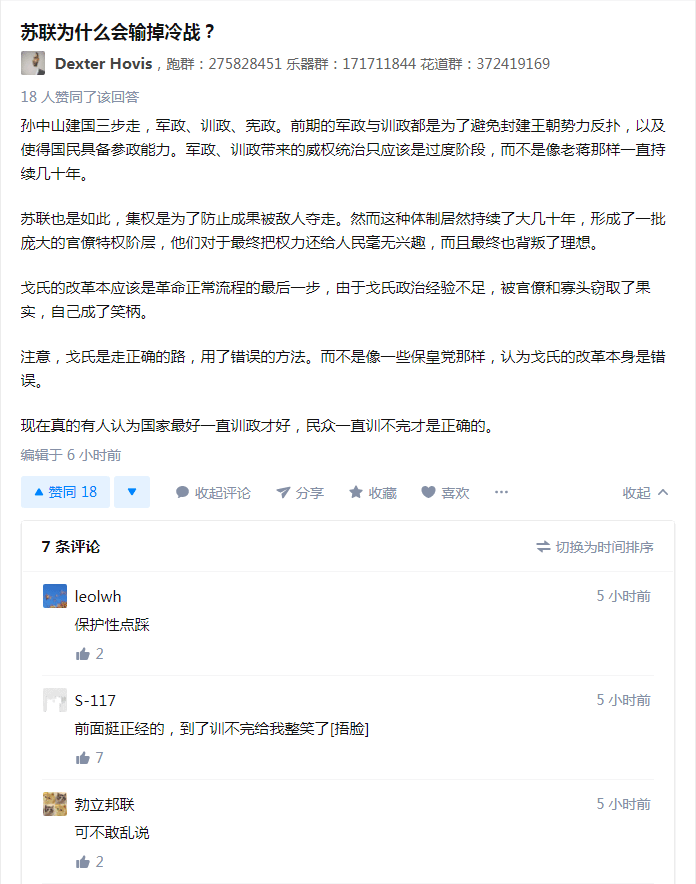 苏联为什么会输掉冷战？
Dexter Hovis，跑群：275828451 乐器群：171711844 花道群：372419169
18 人赞同了该回答
孙中山建国三步走，军政、训政、宪政。前期的军政与训政都是为了避免封建王朝势力反扑，以及
使得国民具备参政能力。军政、训政带来的威权统治只应该是过度阶段，而不是像老蒋那样一直持
续几十年。
苏联也是如此，集权是为了防止成果被敌人夺走。然而这种体制居然持续了大几十年，形成了一批
庞大的官僚特权阶层，他们对于最终把权力还给人民毫无兴趣，而且最终也背叛了理想。
戈氏的改革本应该是革命正常流程的最后一步，由于戈氏政治经验不足，被官僚和寡头窃取了果
实，自己成了笑柄。
注意，戈氏是走正确的路，用了错误的方法。而不是像一些保皇党那样，认为戈氏的改革本身是错
误。
现在真的有人认为国家最好一直训政才好，民众一直训不完才是正确的。
编辑于 6 小时前
赞同 18 收起评论 分享 收藏 喜欢 ··· 收起
7 条评论 切换为时间排序
leolwh 5 小时前
保护性点踩
2
S-117 5 小时前
前面挺正经的，到了训不完给我整笑了[捂脸]
7
勃立邦联 5 小时前
可不敢乱说
2